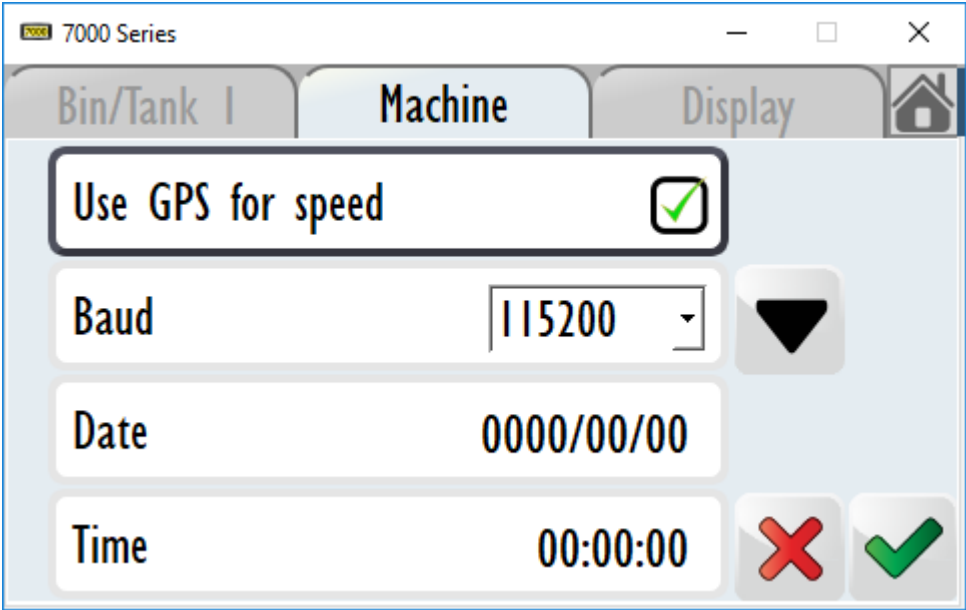 7000 7000 Series
Bin/Tank 1 Machine Display
Use GPS for speed
Baud 115200
Date 0000/00/00
Time 00:00:00